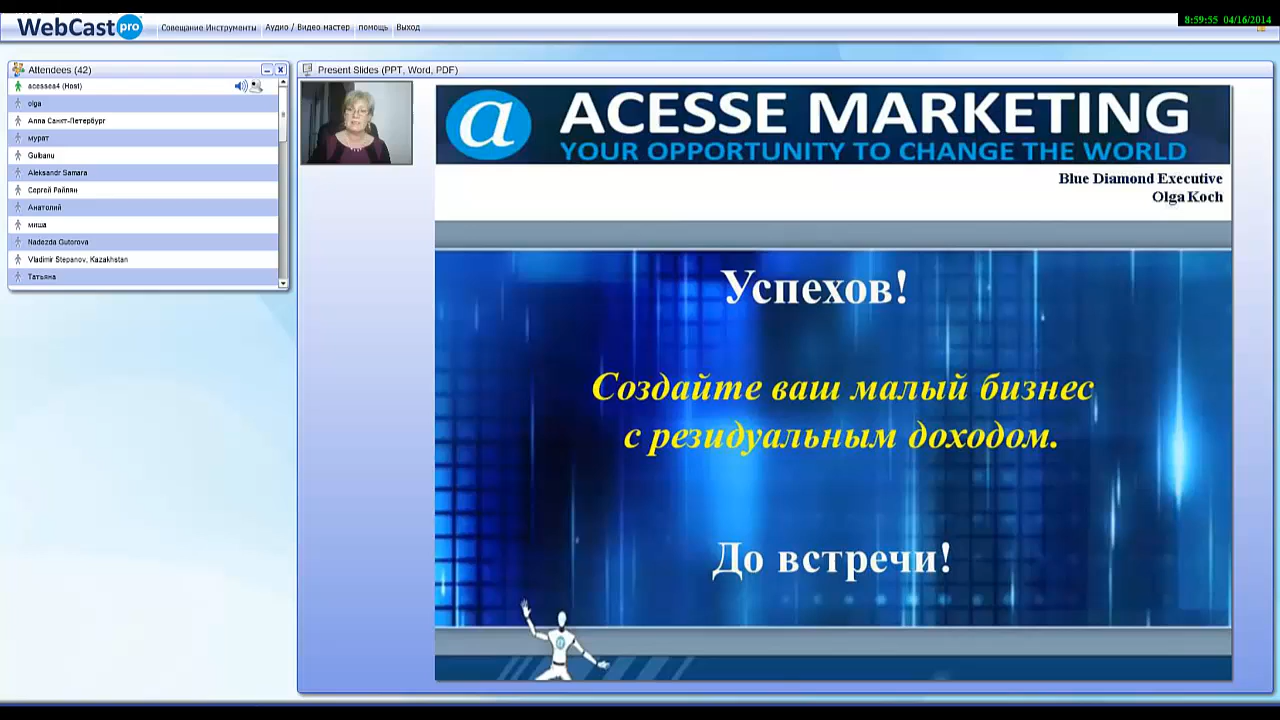 8:59:55 04/16/2014
WebCast pro
Совещание Инструменты Аудио / Видео мастер помощь Выход
Attendees (42)
acessea4 (Host)
olga
Anna Санкт-Петербург
мурат
Gulbanu
Aleksandr Samara
Сергей Райлян
Анатолий
миша
Nadezda Gutorova
Vladimir Stepanov, Kazakhstan
Татьяна
Present Slides (PPT, Word, PDF)
a ACESSE MARKETING
YOUR OPPORTUNITY TO CHANGE THE WORLD
Blue Diamond Executive
Olga Koch
Успехов!
Создайте ваш малый бизнес
с резидуальным доходом.
До встречи!